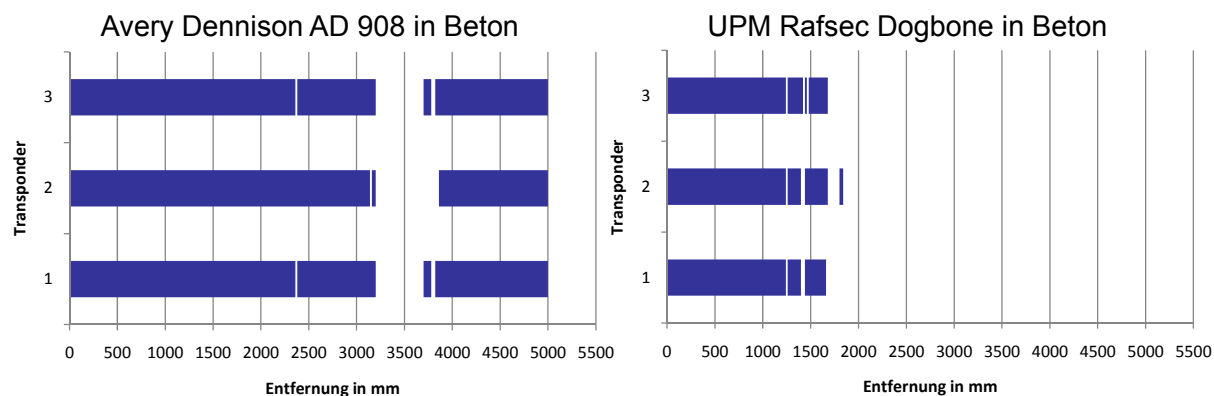 Avery Dennison AD 908 in Beton
Transponder
3
2
1
0 500 1000 1500 2000 2500 3000 3500 4000 4500 5000 5500
Entfernung in mm
UPM Rafsec Dogbone in Beton
Transponder
3
2
1
0 500 1000 1500 2000 2500 3000 3500 4000 4500 5000 5500
Entfernung in mm